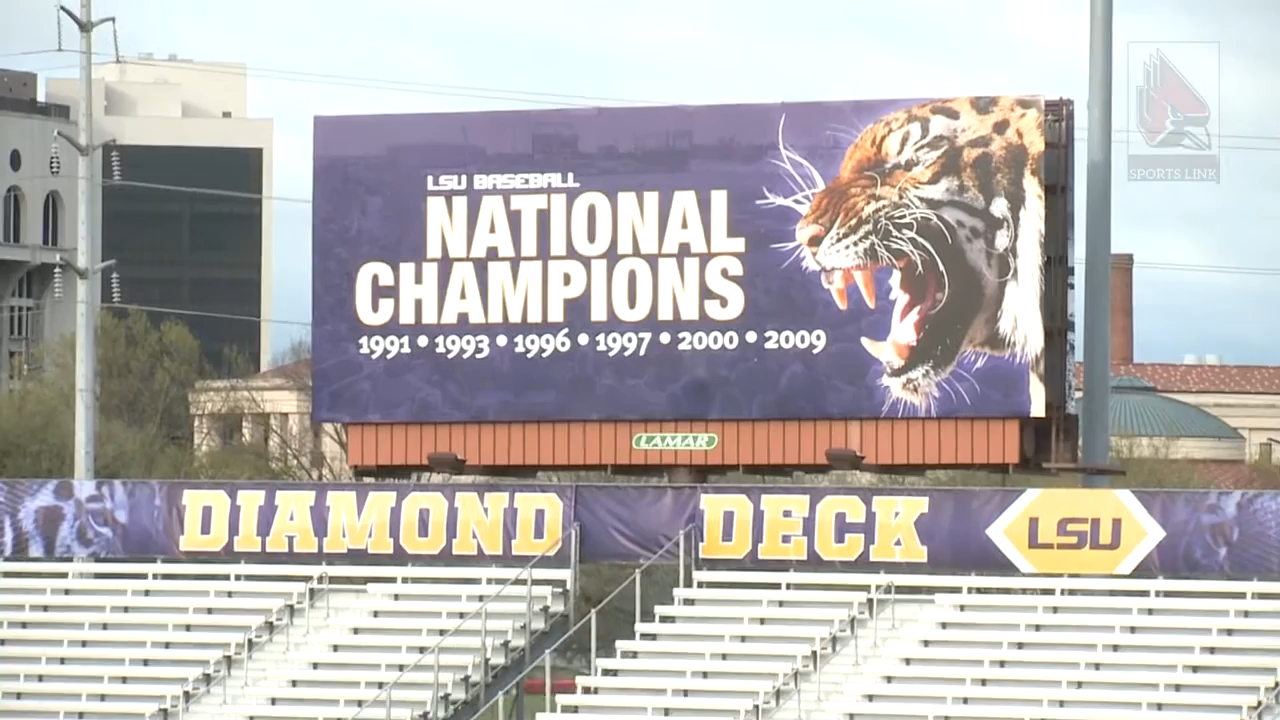 SPORTS LINK
LSU BASEBALL
NATIONAL
CHAMPIONS
1991 • 1993 • 1996 • 1997 • 2000 • 2009
LAMAR
DIAMOND DECK LSU